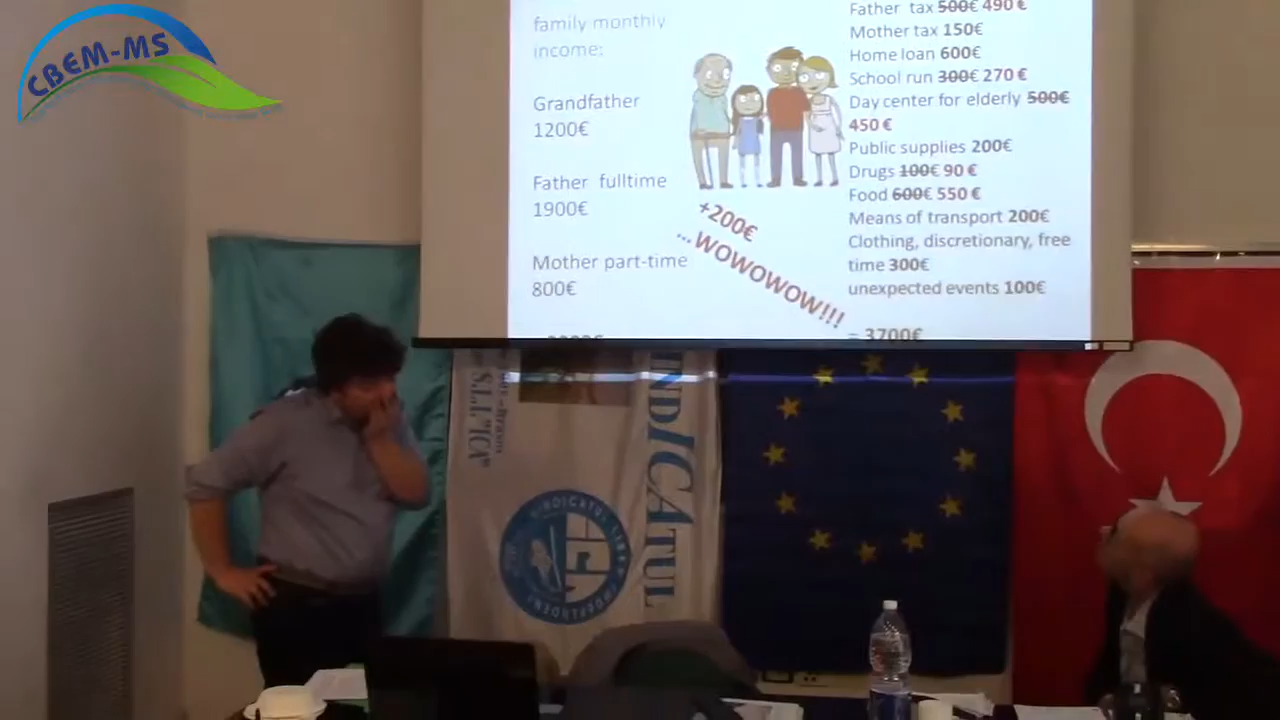 CBEM-MS
family monthly
income:
Grandfather
1200€
Father fulltime
1900€
Mother part-time
800€
+200€
...WOWOWOW!!!
Father tax 500€ 490 €
Mother tax 150€
Home loan 600€
School run 300€ 270 €
Day center for elderly 500€
450 €
Public supplies 200€
Drugs 100€ 90 €
Food 600€ 550 €
Means of transport 200€
Clothing, discretionary, free
time 300€
unexpected events 100€
= 3700€